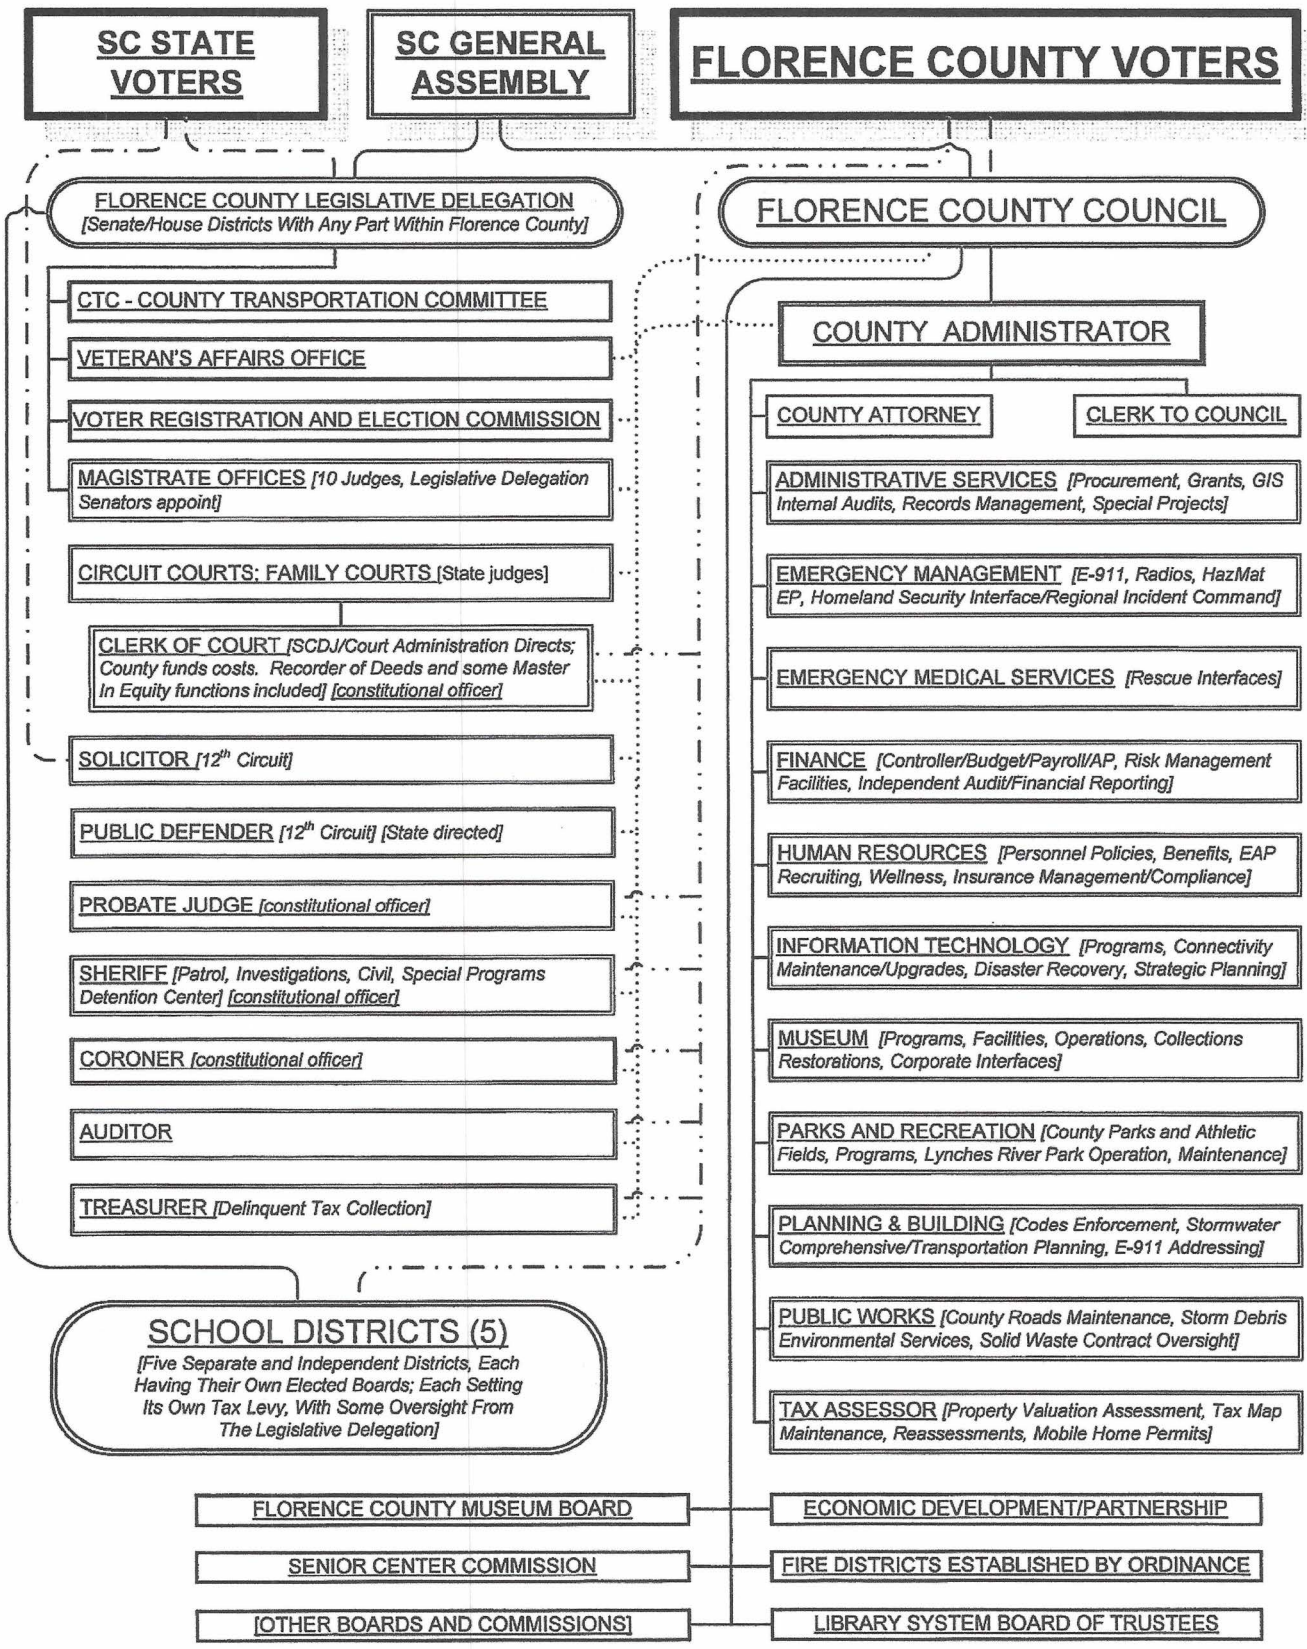 SC STATE
VOTERS
SC GENERAL
ASSEMBLY
FLORENCE COUNTY VOTERS
FLORENCE COUNTY LEGISLATIVE DELEGATION
[Senate/House Districts With Any Part Within Florence County]
FLORENCE COUNTY COUNCIL
CTC - COUNTY TRANSPORTATION COMMITTEE
VETERAN'S AFFAIRS OFFICE
VOTER REGISTRATION AND ELECTION COMMISSION
MAGISTRATE OFFICES [10 Judges, Legislative Delegation
Senators appoint]
CIRCUIT COURTS; FAMILY COURTS [State judges]
CLERK OF COURT [SCDJ/Court Administration Directs;
County funds costs. Recorder of Deeds and some Master
In Equity functions included] [constitutional officer]
SOLICITOR [12th Circuit]
PUBLIC DEFENDER [12th Circuit] [State directed]
PROBATE JUDGE [constitutional officer]
SHERIFF [Patrol, Investigations, Civil, Special Programs
Detention Center] [constitutional officer]
CORONER [constitutional officer]
AUDITOR
TREASURER [Delinquent Tax Collection]
SCHOOL DISTRICTS (5)
[Five Separate and Independent Districts, Each
Having Their Own Elected Boards; Each Setting
Its Own Tax Levy, With Some Oversight From
The Legislative Delegation]
COUNTY ADMINISTRATOR
COUNTY ATTORNEY
CLERK TO COUNCIL
ADMINISTRATIVE SERVICES [Procurement, Grants, GIS
Internal Audits, Records Management, Special Projects]
EMERGENCY MANAGEMENT [E-911, Radios, HazMat
EP, Homeland Security Interface/Regional Incident Command]
EMERGENCY MEDICAL SERVICES [Rescue Interfaces]
FINANCE [Controller/Budget/Payroll/AP, Risk Management
Facilities, Independent Audit/Financial Reporting]
HUMAN RESOURCES [Personnel Policies, Benefits, EAP
Recruiting, Wellness, Insurance Management/Compliance]
INFORMATION TECHNOLOGY [Programs, Connectivity
Maintenance/Upgrades, Disaster Recovery, Strategic Planning]
MUSEUM [Programs, Facilities, Operations, Collections
Restorations, Corporate Interfaces]
PARKS AND RECREATION [County Parks and Athletic
Fields, Programs, Lynches River Park Operation, Maintenance]
PLANNING & BUILDING [Codes Enforcement, Stormwater
Comprehensive/Transportation Planning, E-911 Addressing]
PUBLIC WORKS [County Roads Maintenance, Storm Debris
Environmental Services, Solid Waste Contract Oversight]
TAX ASSESSOR [Property Valuation Assessment, Tax Map
Maintenance, Reassessments, Mobile Home Permits]
FLORENCE COUNTY MUSEUM BOARD
ECONOMIC DEVELOPMENT/PARTNERSHIP
SENIOR CENTER COMMISSION
FIRE DISTRICTS ESTABLISHED BY ORDINANCE
[OTHER BOARDS AND COMMISSIONS]
LIBRARY SYSTEM BOARD OF TRUSTEES